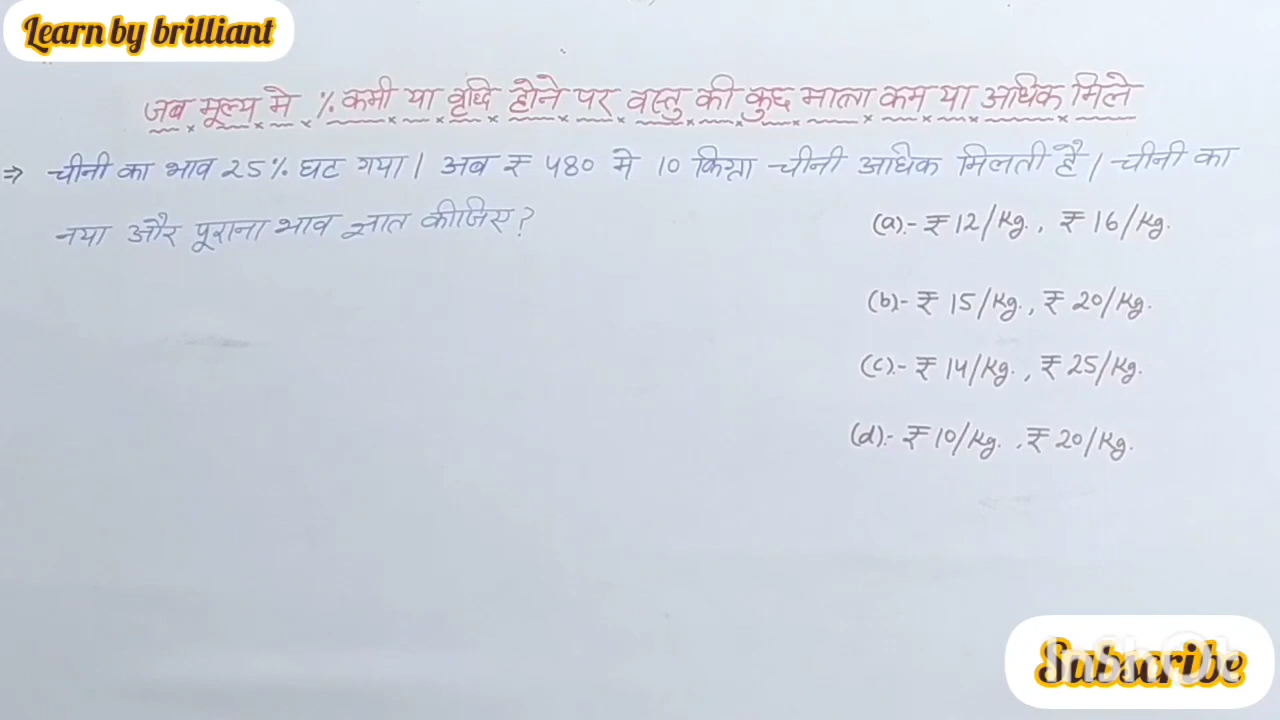 Learn by brilliant
जब मूल्य मे % कमी या वृद्धि होने पर वस्तु की कुछ मात्रा कम या अधिक मिले
⇒ चीनी का भाव 25% घट गया। अब ₹ 480 मे 10 किग्रा चीनी अधिक मिलती है। चीनी का
नया और पूराना भाव ज्ञात कीजिए?
(a).- ₹12/Kg., ₹16/Kg.
(b)- ₹ 15/Kg., ₹ 20/Kg.
(c).- ₹14/Kg., ₹25/Kg.
(d).- ₹10/Kg., ₹20/Kg.
Subscribe